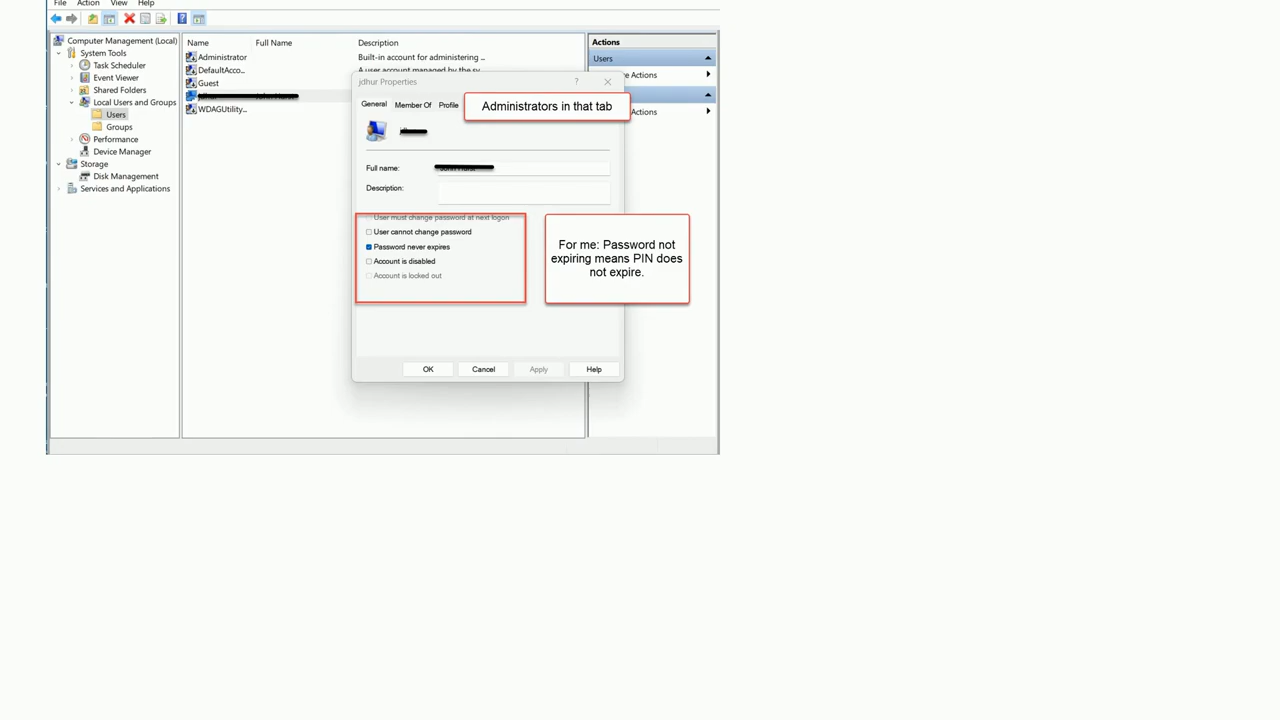 File Action View Help
Computer Management (Local)
System Tools
Task Scheduler
Event Viewer
Shared Folders
Local Users and Groups
Users
Groups
Performance
Device Manager
Storage
Disk Management
Services and Applications
Name Full Name Description
Administrator Built-in account for administering ...
DefaultAcco... A user account managed by the sy
Guest
WDAGUtility...
jdhur Properties
General Member Of Profile
Administrators in that tab
Full name:
Description:
User must change password at next logon
User cannot change password
Password never expires
Account is disabled
Account is locked out
For me: Password not
expiring means PIN does
not expire.
OK Cancel Apply Help
Actions
Users
Actions
Actions